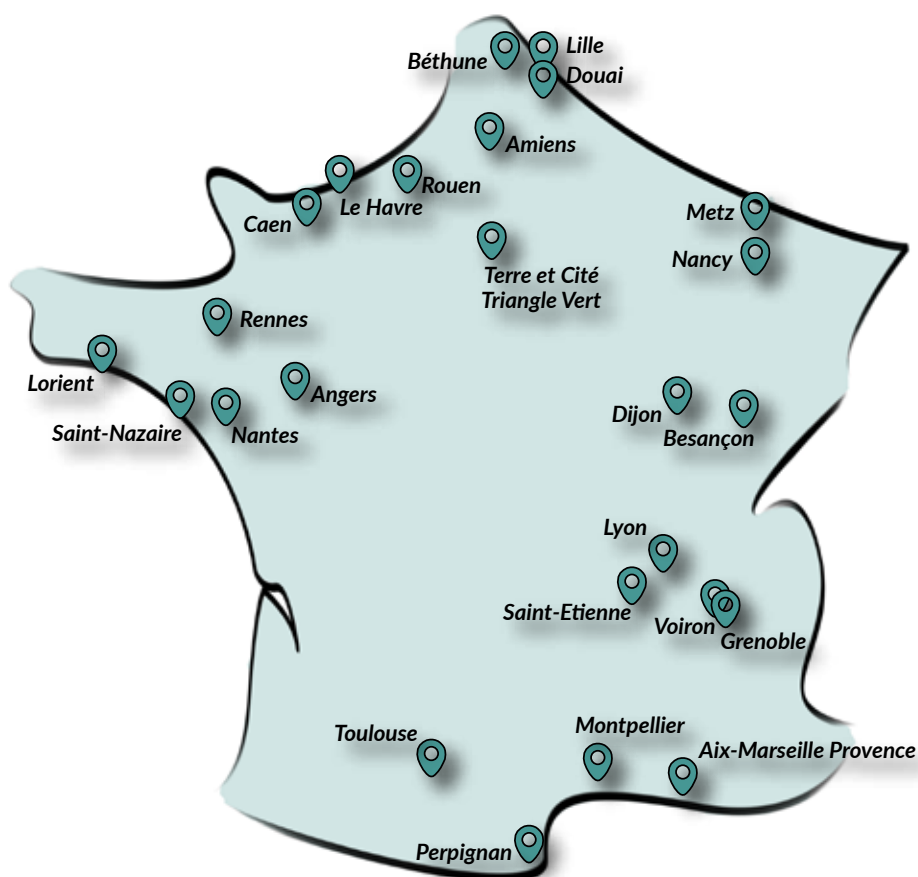 Lille
Béthune
Douai
Amiens
Rouen
Le Havre
Caen
Metz
Nancy
Terre et Cité
Triangle Vert
Rennes
Lorient
Angers
Saint-Nazaire
Nantes
Dijon
Besançon
Lyon
Saint-Etienne
Voiron
Grenoble
Montpellier
Toulouse
Aix-Marseille Provence
Perpignan